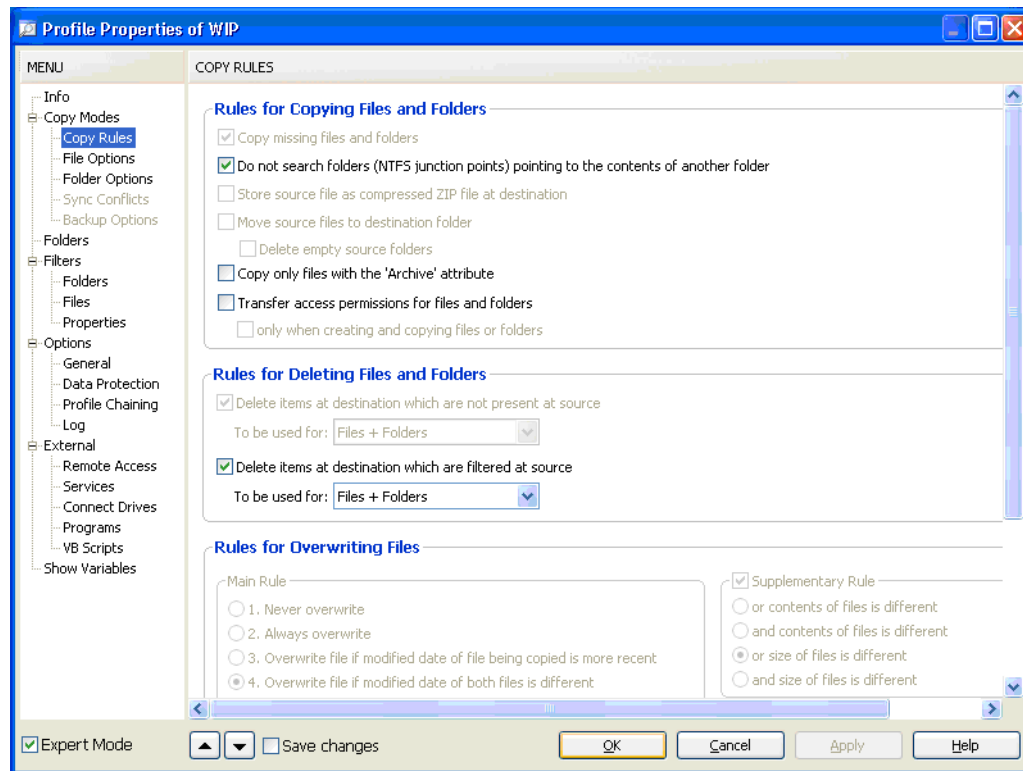 Profile Properties of WIP
MENU
COPY RULES
Info
Copy Modes
Copy Rules
File Options
Folder Options
Sync Conflicts
Backup Options
Folders
Filters
Folders
Files
Properties
Options
General
Data Protection
Profile Chaining
Log
External
Remote Access
Services
Connect Drives
Programs
VB Scripts
Show Variables
Rules for Copying Files and Folders
Copy missing files and folders
Do not search folders (NTFS junction points) pointing to the contents of another folder
Store source file as compressed ZIP file at destination
Move source files to destination folder
Delete empty source folders
Copy only files with the 'Archive' attribute
Transfer access permissions for files and folders
only when creating and copying files or folders
Rules for Deleting Files and Folders
Delete items at destination which are not present at source
To be used for: Files + Folders
Delete items at destination which are filtered at source
To be used for: Files + Folders
Rules for Overwriting Files
Main Rule
1. Never overwrite
2. Always overwrite
3. Overwrite file if modified date of file being copied is more recent
4. Overwrite file if modified date of both files is different
Supplementary Rule
or contents of files is different
and contents of files is different
or size of files is different
and size of files is different
Expert Mode
Save changes
OK
Cancel
Apply
Help